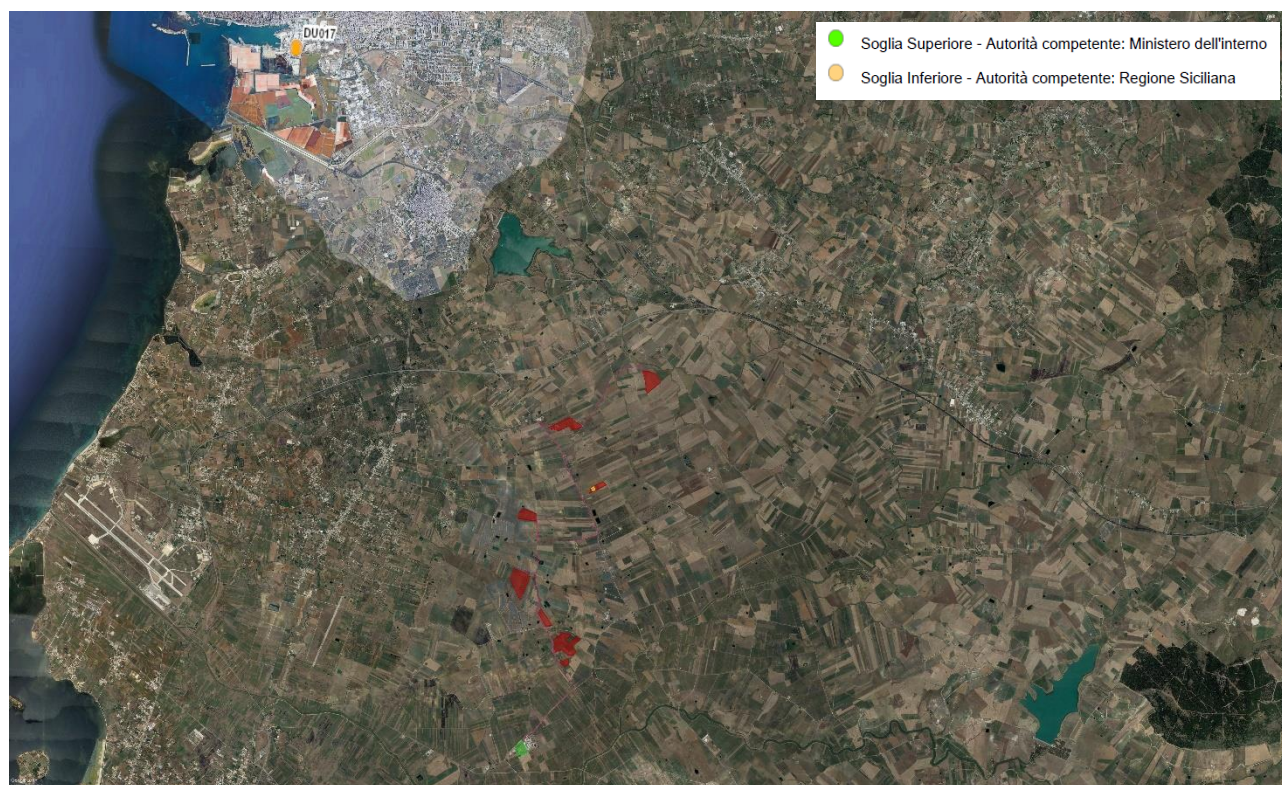 DU017
Soglia Superiore - Autorità competente: Ministero dell'interno
Soglia Inferiore - Autorità competente: Regione Siciliana